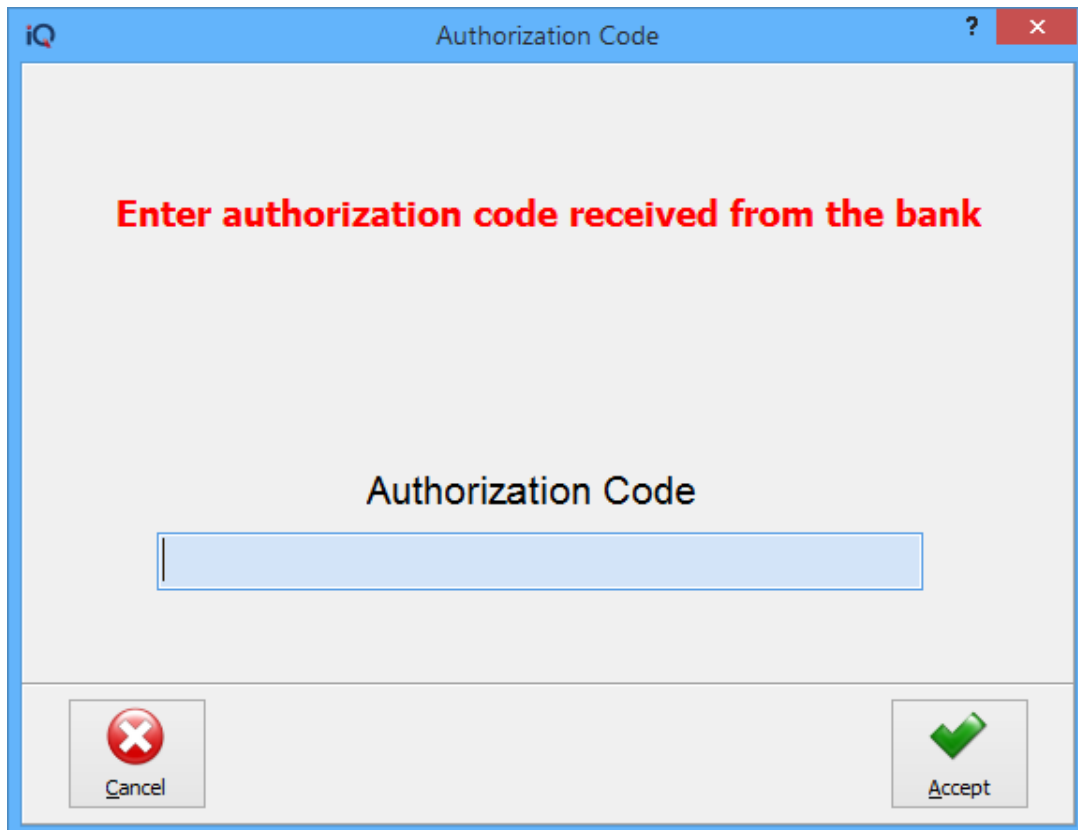 iQ Authorization Code ?
Enter authorization code received from the bank
Authorization Code
Cancel
Accept